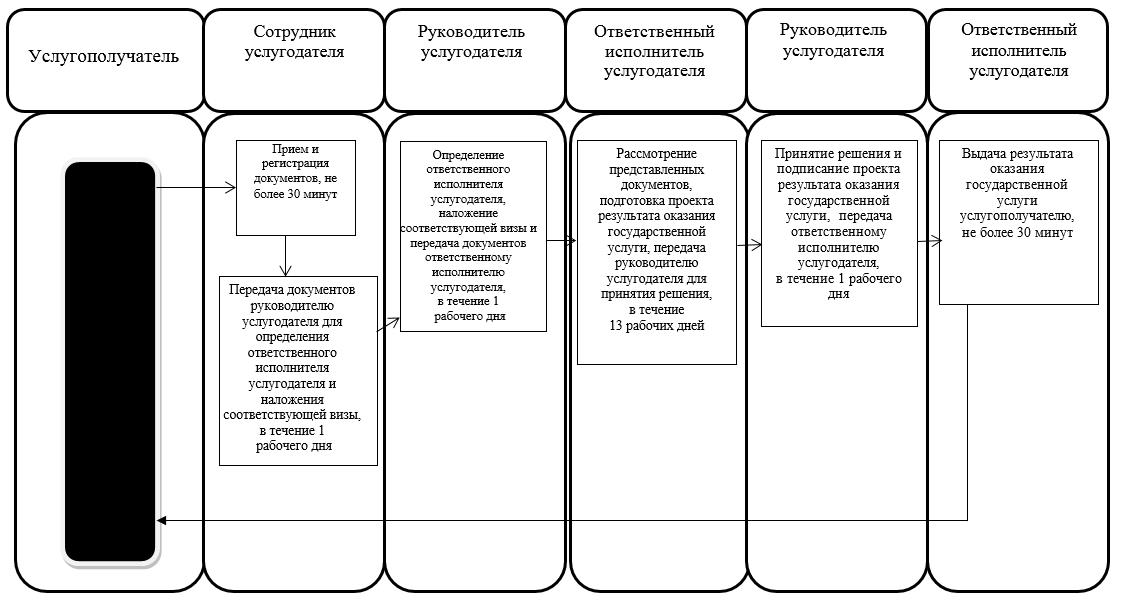 Услугополучатель
Сотрудник
услугодателя
Руководитель
услугодателя
Ответственный
исполнитель
услугодателя
Руководитель
услугодателя
Ответственный
исполнитель
услугодателя
Прием и
регистрация
документов, не
более 30 минут
Передача документов
руководителю
услугодателя для
определения
ответственного
исполнителя
услугодателя и
наложения
соответствующей визы,
в течение 1
рабочего дня
Определение
ответственного
исполнителя
услугодателя,
наложение
соответствующей визы и
передача документов
ответственному
исполнителю
услугодателя,
в течение 1
рабочего дня
Рассмотрение
представленных
документов,
подготовка проекта
результата оказания
государственной
услуги, передача
руководителю
услугодателя для
принятия решения,
в течение
13 рабочих дней
Принятие решения и
подписание проекта
результата оказания
государственной
услуги, передача
ответственному
исполнителю
услугодателя,
в течение 1 рабочего
дня
Выдача результата
оказания
государственной
услуги
услугополучателю,
не более 30 минут